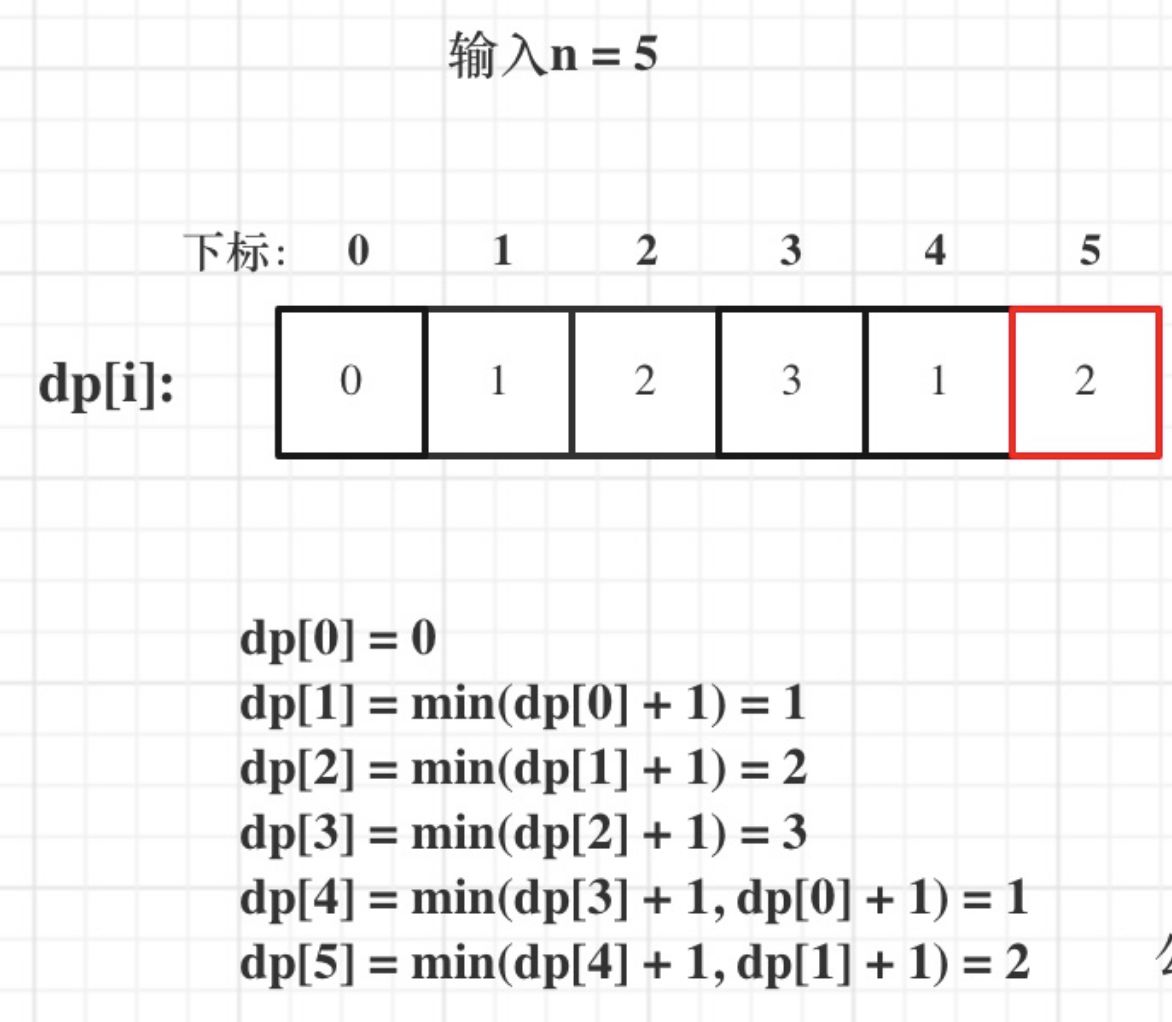 输入n = 5
下标: 0 1 2 3 4 5
dp[i]: 0 1 2 3 1 2
dp[0] = 0
dp[1] = min(dp[0] + 1) = 1
dp[2] = min(dp[1] + 1) = 2
dp[3] = min(dp[2] + 1) = 3
dp[4] = min(dp[3] + 1, dp[0] + 1) = 1
dp[5] = min(dp[4] + 1, dp[1] + 1) = 2